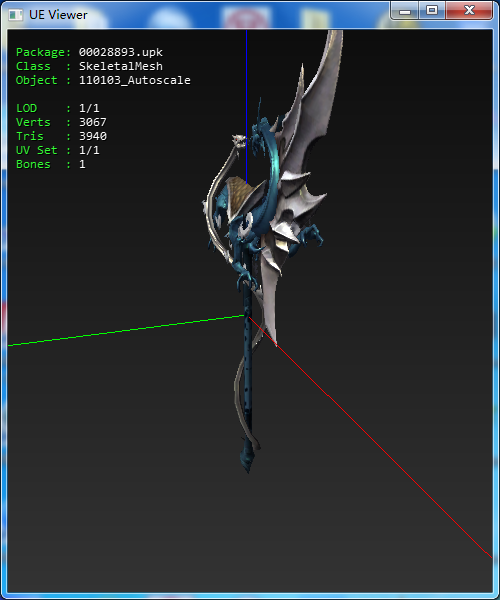 UE Viewer
Package: 00028893.upk
Class  : SkeletalMesh
Object : 110103_Autoscale
LOD    : 1/1
Verts  : 3067
Tris   : 3940
UV Set : 1/1
Bones  : 1